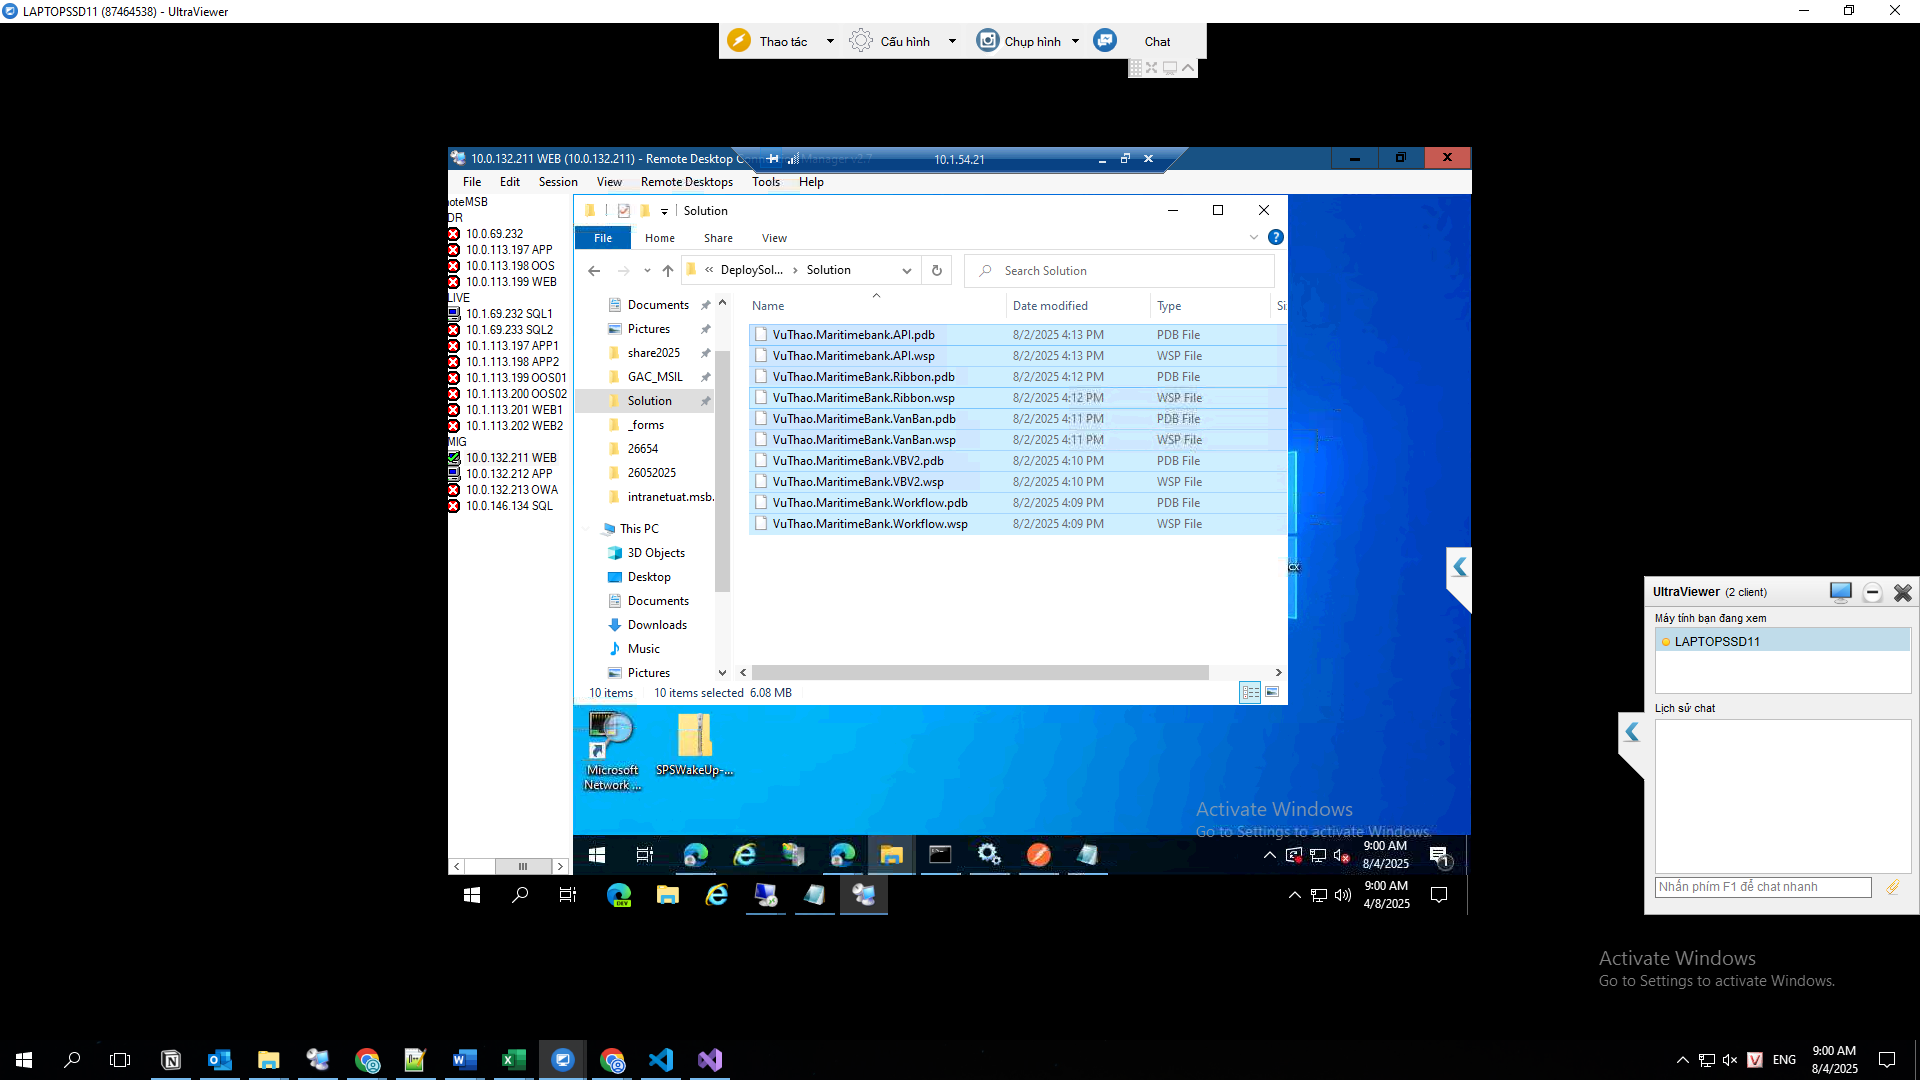 LAPTOPSSD11 (87464538) - UltraViewer
Thao tác
Cấu hình
Chụp hình
Chat
10.0.132.211 WEB (10.0.132.211) - Remote Desktop
10.1.54.21
File
Edit
Session
View
Remote Desktops
Tools
Help
oteMSB
DR
10.0.69.232
10.0.113.197 APP
10.0.113.198 OOS
10.0.113.199 WEB
LIVE
10.1.69.232 SQL1
10.1.69.233 SQL2
10.1.113.197 APP1
10.1.113.198 APP2
10.1.113.199 OOS01
10.1.113.200 OOS02
10.1.113.201 WEB1
10.1.113.202 WEB2
MIG
10.0.132.211 WEB
10.0.132.212 APP
10.0.132.213 OWA
10.0.146.134 SQL
Solution
File
Home
Share
View
« DeploySol... › Solution
Search Solution
Documents
Pictures
share2025
GAC_MSIL
Solution
_forms
26654
26052025
intranetuat.msb.
This PC
3D Objects
Desktop
Documents
Downloads
Music
Pictures
Name
Date modified
Type
Si
VuThao.Maritimebank.API.pdb 8/2/2025 4:13 PM PDB File
VuThao.Maritimebank.API.wsp 8/2/2025 4:13 PM WSP File
VuThao.MaritimeBank.Ribbon.pdb 8/2/2025 4:12 PM PDB File
VuThao.MaritimeBank.Ribbon.wsp 8/2/2025 4:12 PM WSP File
VuThao.MaritimeBank.VanBan.pdb 8/2/2025 4:11 PM PDB File
VuThao.MaritimeBank.VanBan.wsp 8/2/2025 4:11 PM WSP File
VuThao.MaritimeBank.VBV2.pdb 8/2/2025 4:10 PM PDB File
VuThao.MaritimeBank.VBV2.wsp 8/2/2025 4:10 PM WSP File
VuThao.MaritimeBank.Workflow.pdb 8/2/2025 4:09 PM PDB File
VuThao.MaritimeBank.Workflow.wsp 8/2/2025 4:09 PM WSP File
10 items
10 items selected 6.08 MB
cx
Microsoft
Network ...
SPSWakeUp-...
Activate Windows
Go to Settings to activate Windows.
9:00 AM
8/4/2025
1
DEV
9:00 AM
4/8/2025
UltraViewer (2 client)
Máy tính bạn đang xem
LAPTOPSSD11
Lịch sử chat
Nhấn phím F1 để chat nhanh
Activate Windows
Go to Settings to activate Windows.
ENG
9:00 AM
8/4/2025